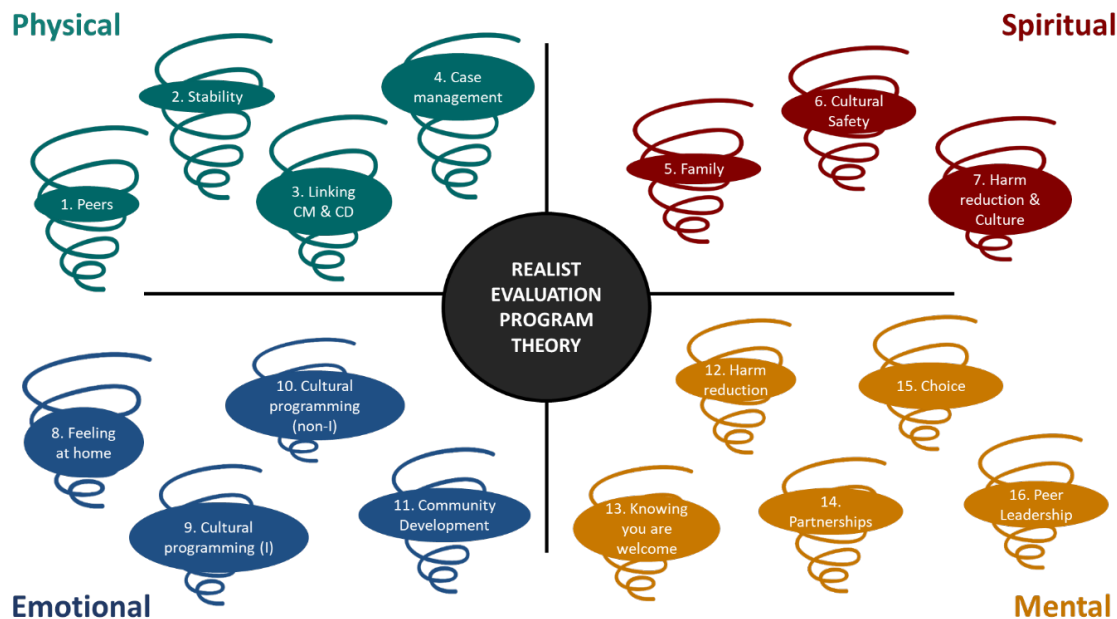 Physical
Spiritual
1. Peers
2. Stability
3. Linking
CM & CD
4. Case
management
5. Family
6. Cultural
Safety
7. Harm
reduction &
Culture
REALIST
EVALUATION
PROGRAM
THEORY
8. Feeling
at home
9. Cultural
programming (I)
10. Cultural
programming
(non-I)
11. Community
Development
12. Harm
reduction
13. Knowing
you are
welcome
14.
Partnerships
15. Choice
16. Peer
Leadership
Emotional
Mental